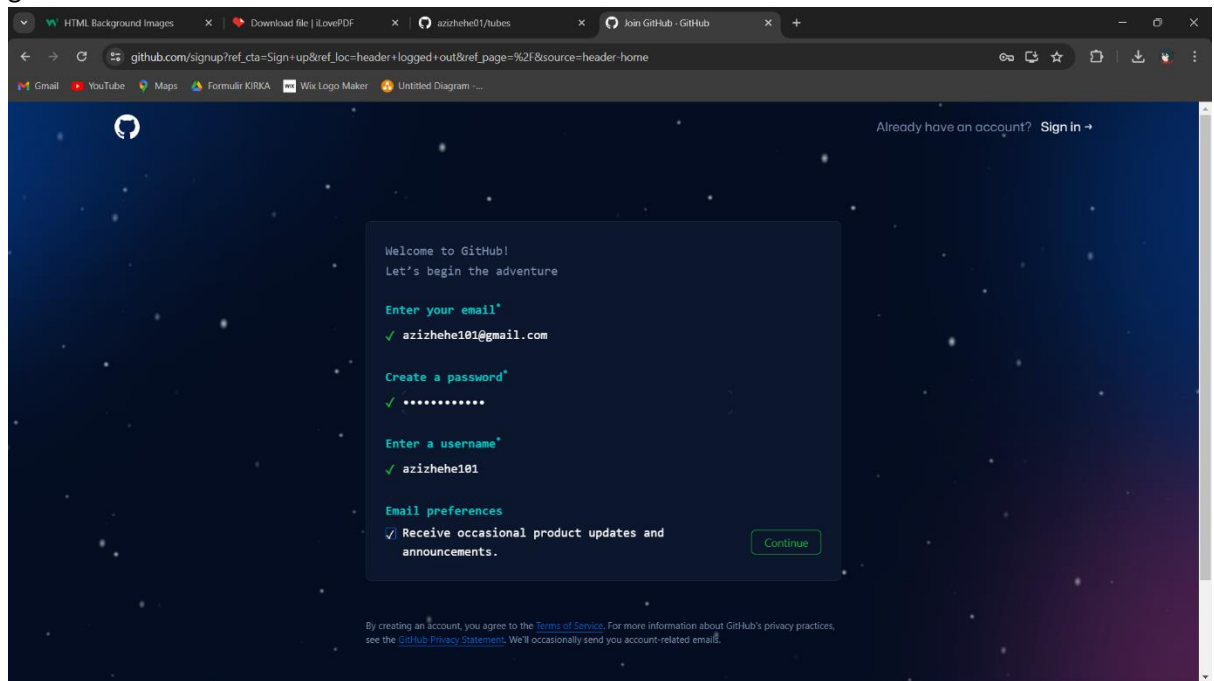 HTML Background Images
Download file | iLovePDF
azizhehe01/tubes
Join GitHub · GitHub
github.com/signup?ref_cta=Sign+up&ref_loc=header+logged+out&ref_page=%2F&source=header-home
Gmail
YouTube
Maps
Formulir KIRKA
Wix Logo Maker
Untitled Diagram -...
Already have an account? Sign in →
Welcome to GitHub!
Let's begin the adventure
Enter your email*
✓ azizhehe101@gmail.com
Create a password*
✓ ••••••••••••
Enter a username*
✓ azizhehe101
Email preferences
✓ Receive occasional product updates and
announcements.
Continue
By creating an account, you agree to the Terms of Service. For more information about GitHub's privacy practices,
see the GitHub Privacy Statement. We'll occasionally send you account-related emails.